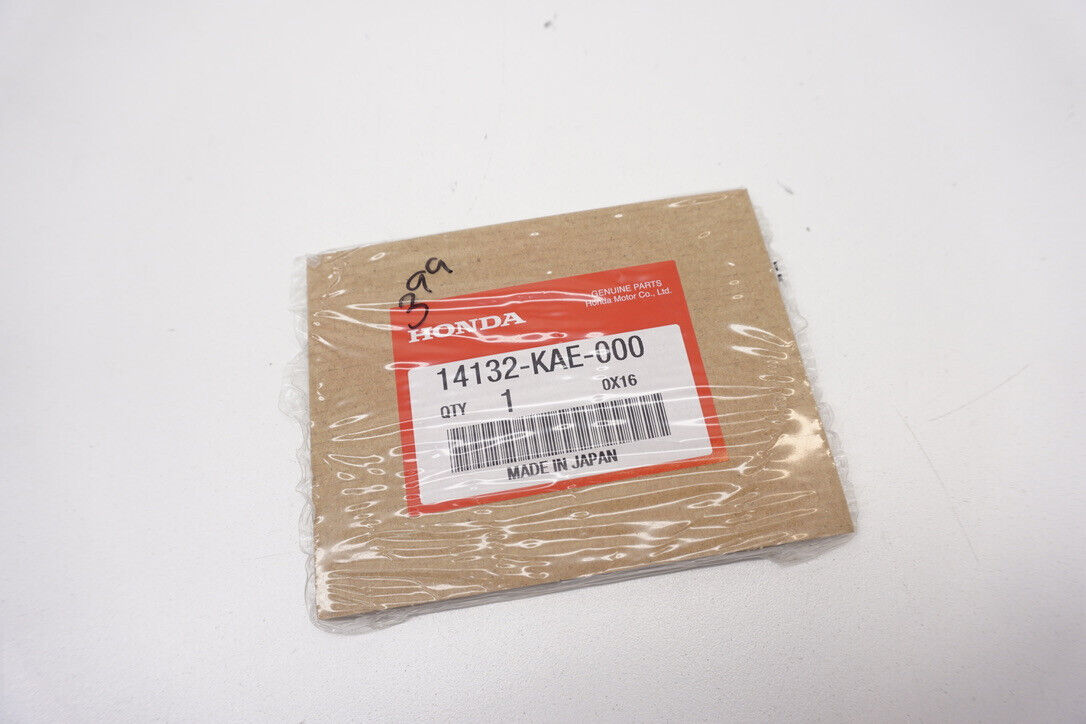 399
GENUINE PARTS
Honda Motor Co., Ltd.
HONDA
14132-KAE-000
QTY 1 0X16
MADE IN JAPAN